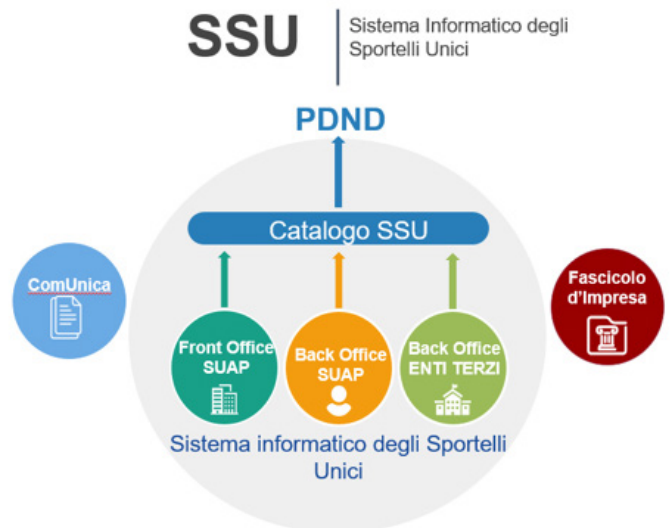 SSU
Sistema Informatico degli
Sportelli Unici
PDND
Catalogo SSU
ComUnica
Fascicolo
d'Impresa
Front Office
SUAP
Back Office
SUAP
Back Office
ENTI TERZI
Sistema informatico degli Sportelli
Unici